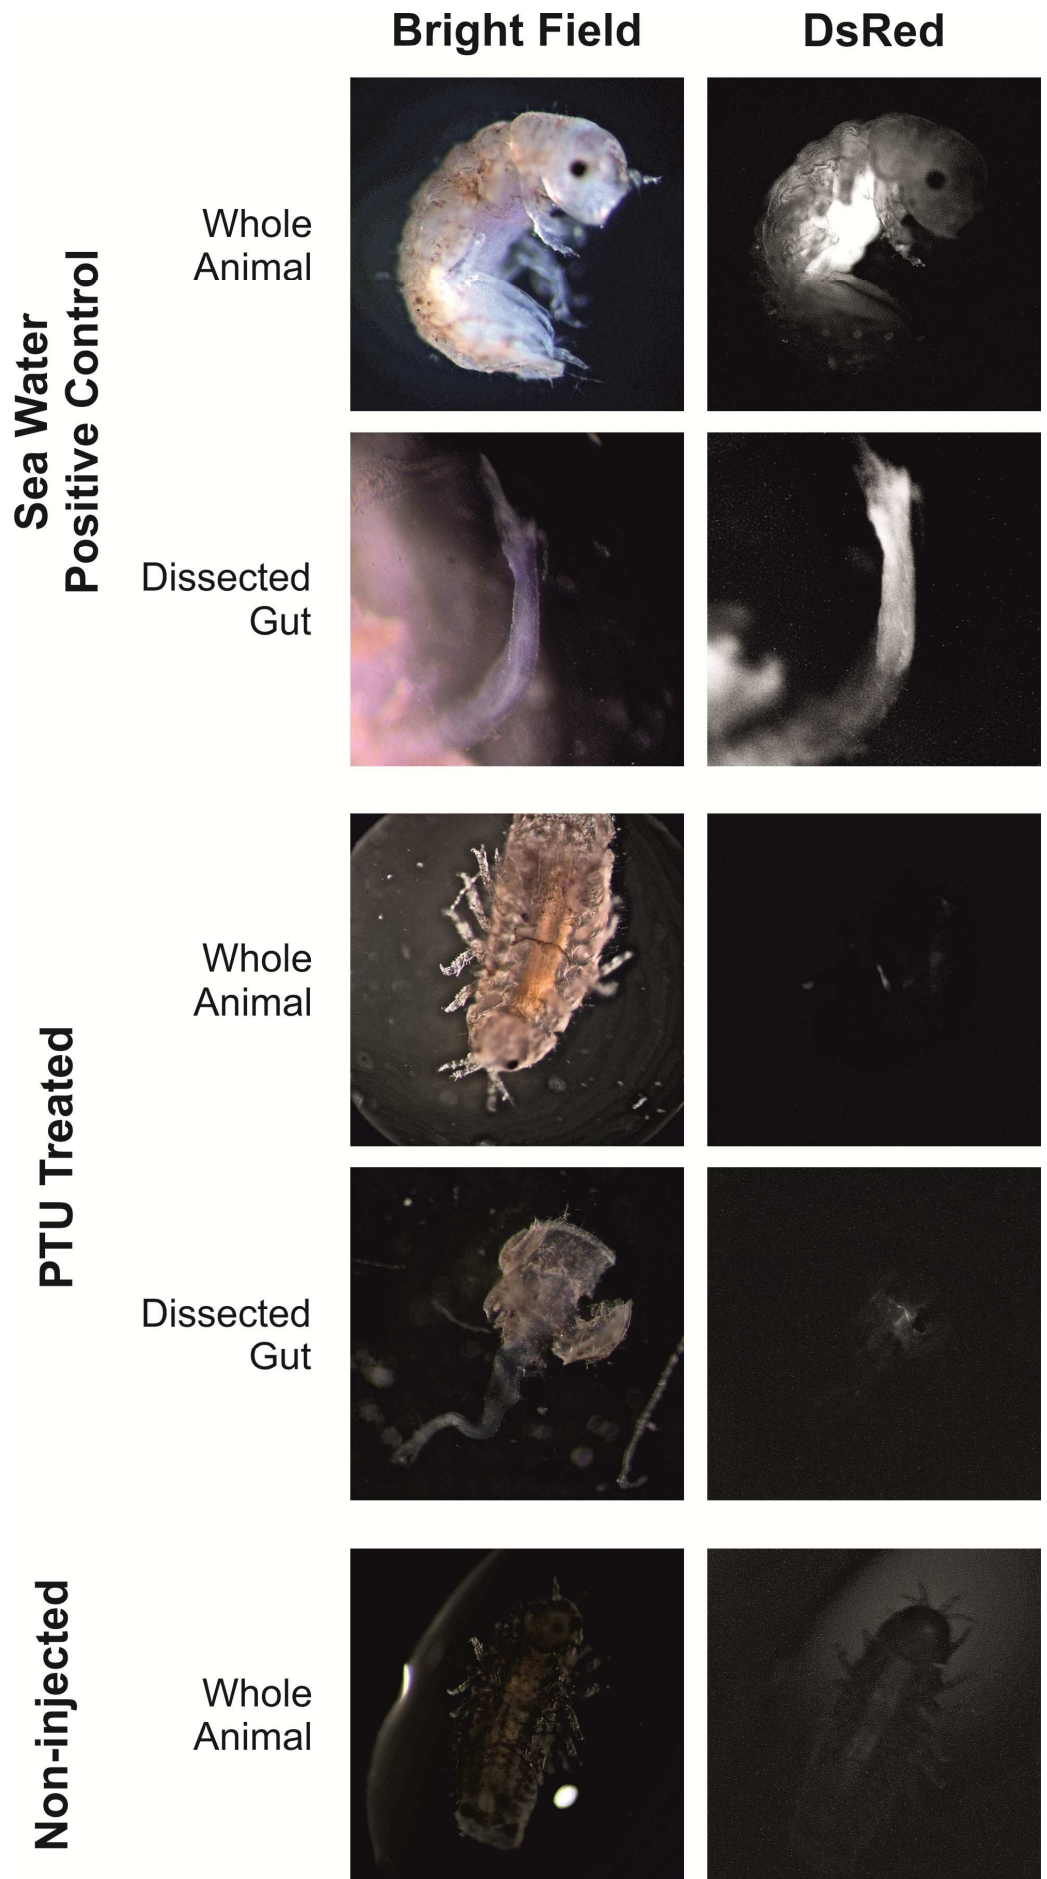 Bright Field
DsRed
Sea Water
Positive Control
Whole
Animal
Dissected
Gut
PTU Treated
Whole
Animal
Dissected
Gut
Non-injected
Whole
Animal